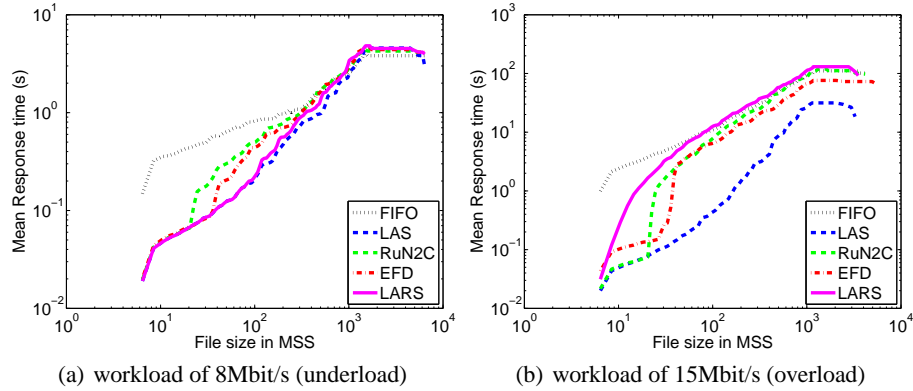 10^1
10^0
10^-1
10^-2
Mean Response time (s)
10^0 10^1 10^2 10^3 10^4
File size in MSS
FIFO
LAS
RuN2C
EFD
LARS
(a) workload of 8Mbit/s (underload)
10^3
10^2
10^1
10^0
10^-1
10^-2
Mean Response time (s)
10^0 10^1 10^2 10^3 10^4
File size in MSS
FIFO
LAS
RuN2C
EFD
LARS
(b) workload of 15Mbit/s (overload)